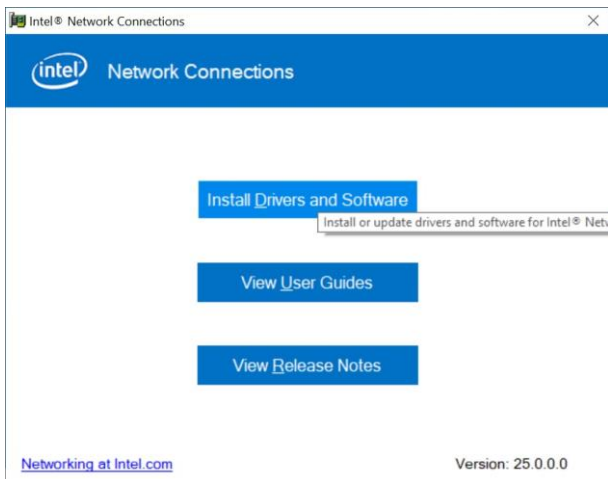 Intel® Network Connections
intel
Network Connections
Install Drivers and Software
Install or update drivers and software for Intel®
View User Guides
View Release Notes
Networking at Intel.com
Version: 25.0.0.0